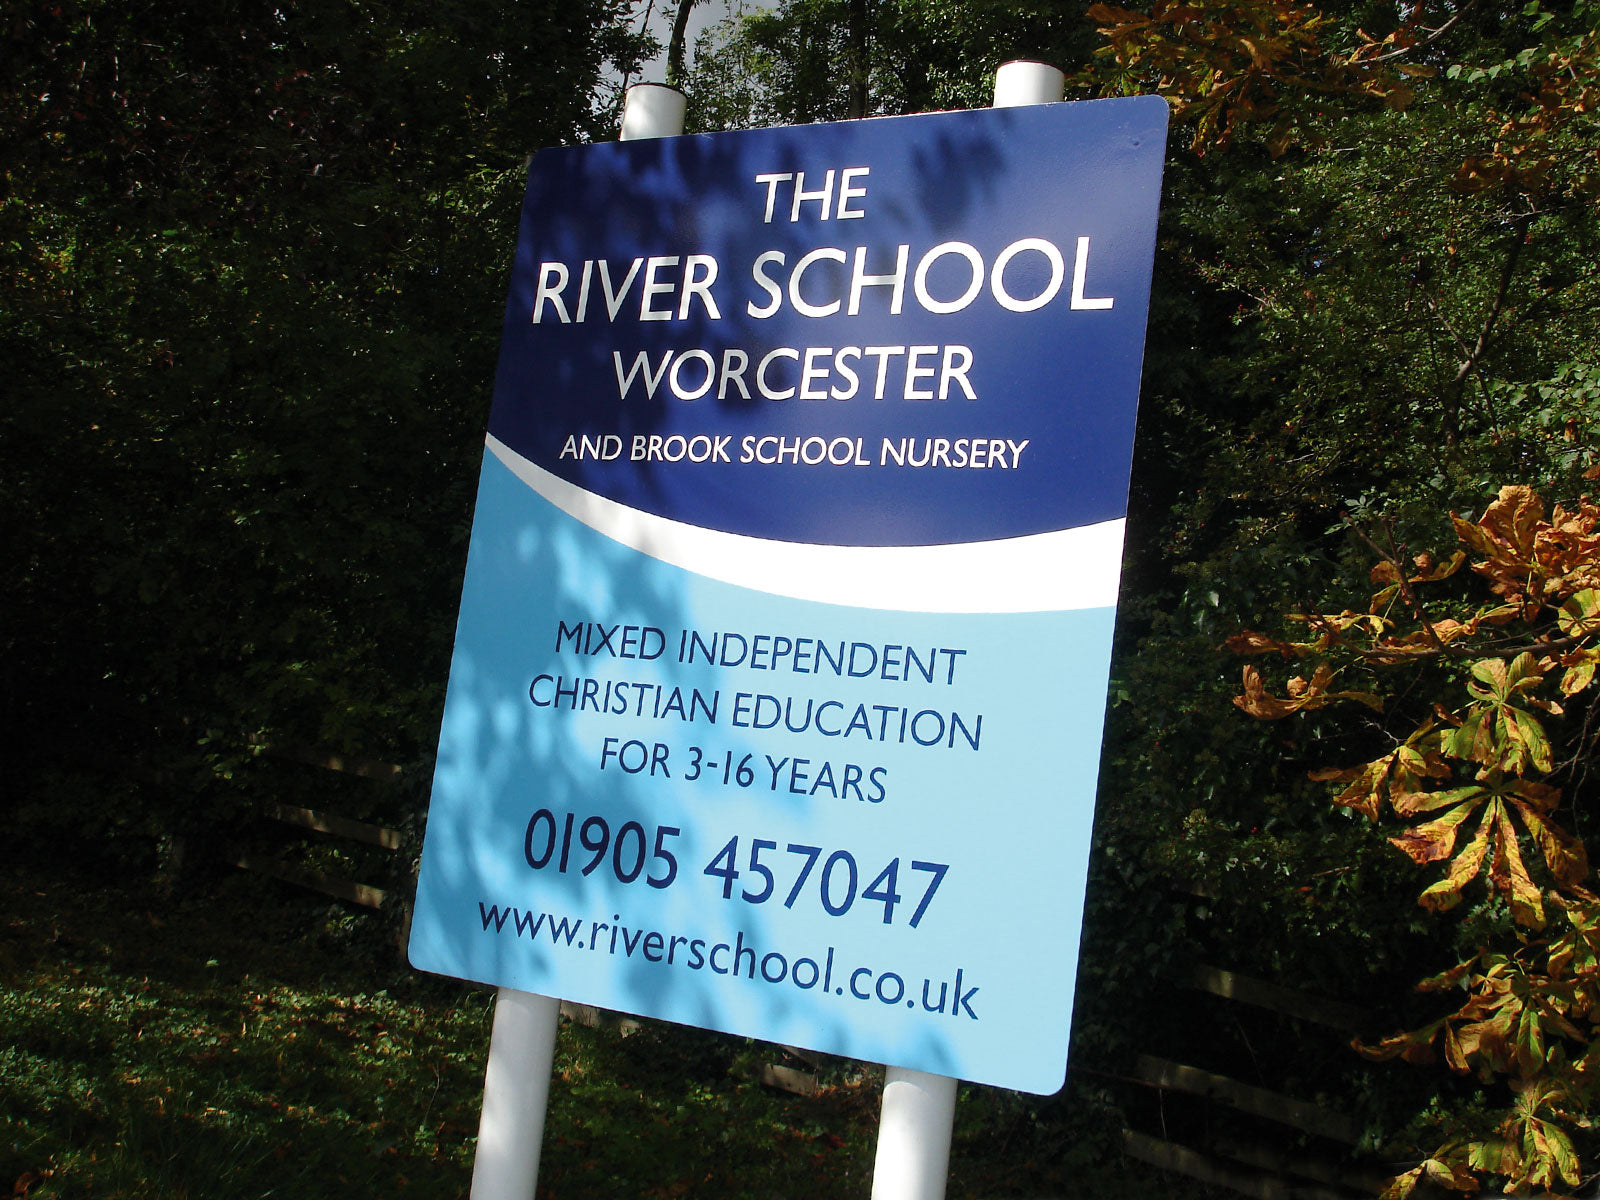 THE
RIVER SCHOOL
WORCESTER
AND BROOK SCHOOL NURSERY
MIXED INDEPENDENT
CHRISTIAN EDUCATION
FOR 3-16 YEARS
01905 457047
www.riverschool.co.uk